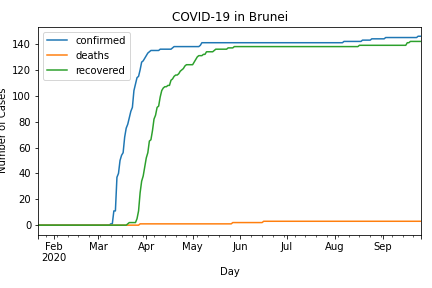 COVID-19 in Brunei
confirmed
deaths
recovered
140
120
100
80
60
40
20
0
Number of Cases
Feb Mar Apr May Jun Jul Aug Sep
2020
Day